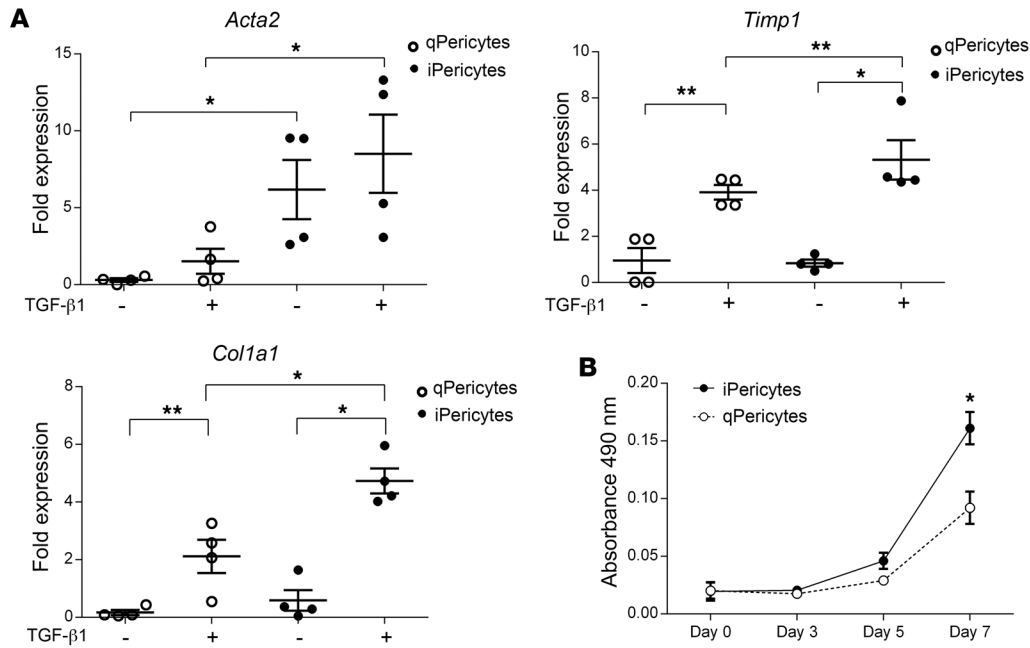 A
Acta2
qPericytes
iPericytes
*
*
Fold expression
15
10
5
0
TGF-β1 - + - +
Timp1
qPericytes
iPericytes
**
*
**
Fold expression
10
8
6
4
2
0
TGF-β1 - + - +
Col1a1
qPericytes
iPericytes
*
**
*
Fold expression
8
6
4
2
0
TGF-β1 - + - +
B
iPericytes
qPericytes
*
Absorbance 490 nm
0.20
0.15
0.10
0.05
0.00
Day 0 Day 3 Day 5 Day 7